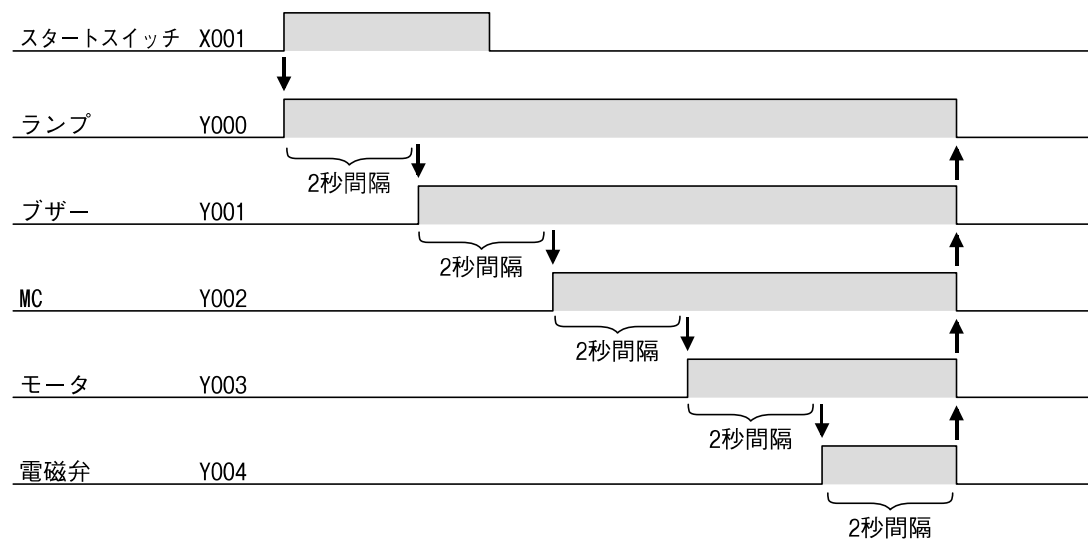 スタートスイッチ X001
ランプ Y000
2秒間隔
ブザー Y001
2秒間隔
MC Y002
2秒間隔
モータ Y003
2秒間隔
電磁弁 Y004
2秒間隔